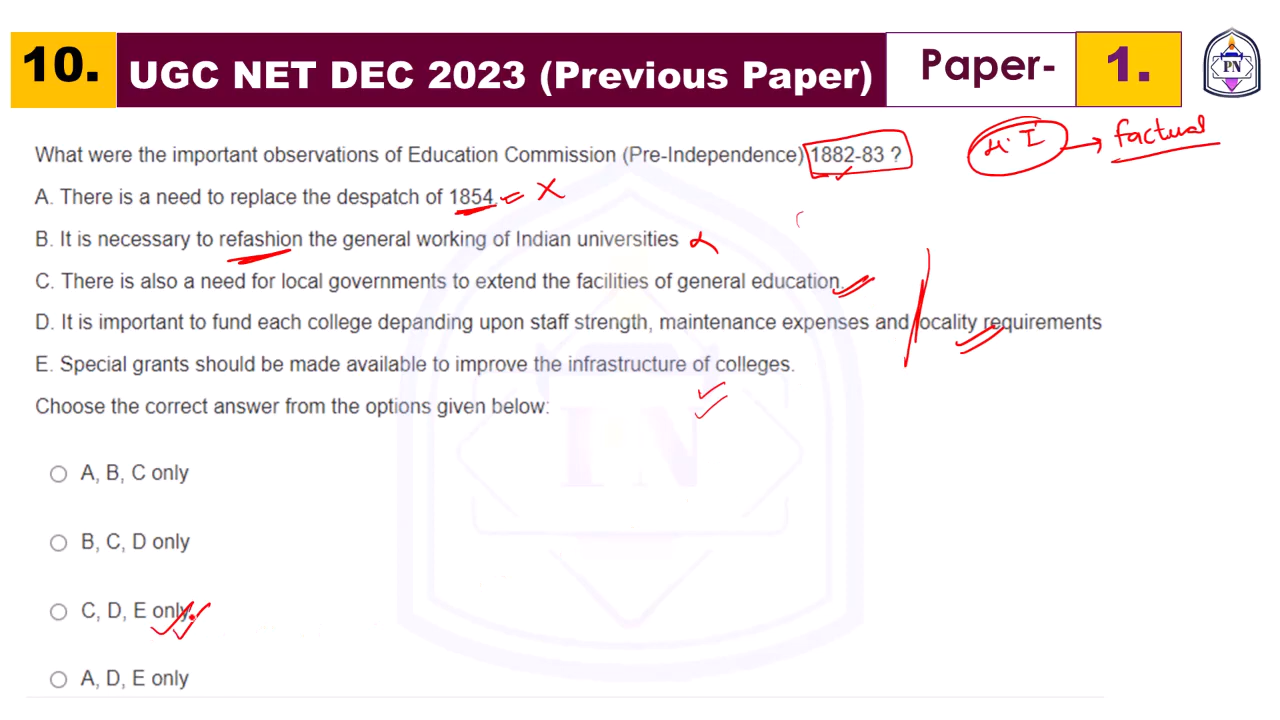 10. UGC NET DEC 2023 (Previous Paper) Paper- 1. PN
What were the important observations of Education Commission (Pre-Independence) 1882-83 ? → factual
A. There is a need to replace the despatch of 1854.
B. It is necessary to refashion the general working of Indian universities
C. There is also a need for local governments to extend the facilities of general education.
D. It is important to fund each college depanding upon staff strength, maintenance expenses and locality requirements
E. Special grants should be made available to improve the infrastructure of colleges.
Choose the correct answer from the options given below:
PN
A, B, C only
B, C, D only
C, D, E only.
A, D, E only